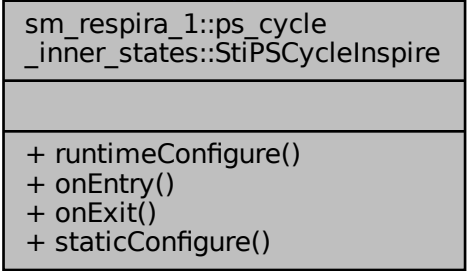 sm_respira_1::ps_cycle
_inner_states::StiPSCycleInspire
+ runtimeConfigure()
+ onEntry()
+ onExit()
+ staticConfigure()